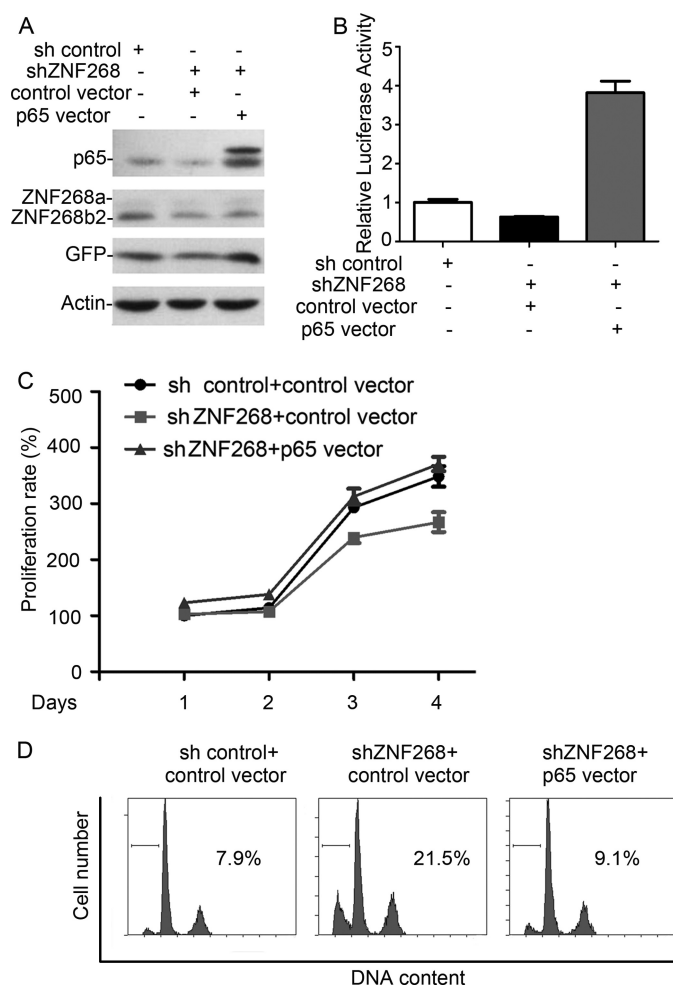 A
sh control + - -
shZNF268 - + +
control vector - + -
p65 vector - - +
p65-
ZNF268a-
ZNF268b2-
GFP-
Actin-
B
Relative Luciferase Activity
5
4
3
2
1
0
sh control + - -
shZNF268 - + +
control vector - + -
p65 vector - - +
C
Proliferation rate (%)
500
400
300
200
100
0
sh control+control vector
shZNF268+control vector
shZNF268+p65 vector
Days 1 2 3 4
D
sh control+
control vector
shZNF268+
control vector
shZNF268+
p65 vector
Cell number
7.9%
21.5%
9.1%
DNA content